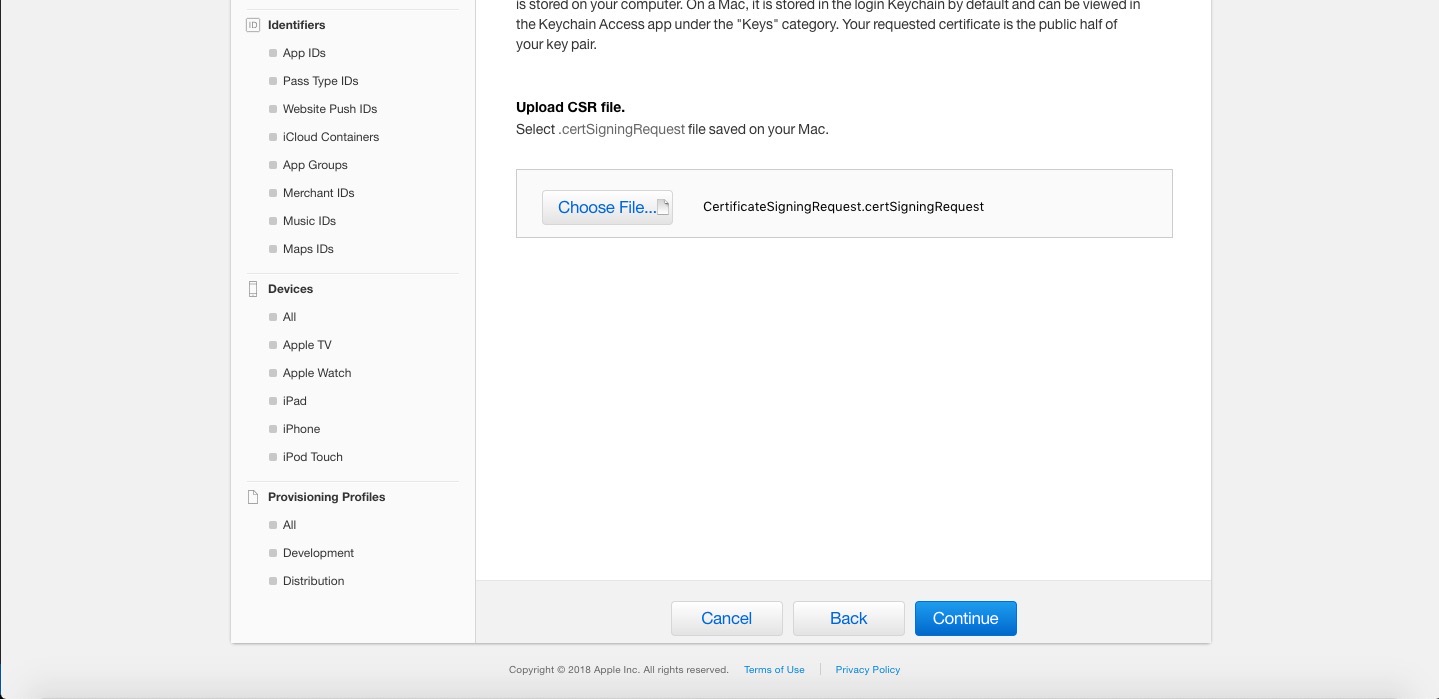 Identifiers
App IDs
Pass Type IDs
Website Push IDs
iCloud Containers
App Groups
Merchant IDs
Music IDs
Maps IDs
Devices
All
Apple TV
Apple Watch
iPad
iPhone
iPod Touch
Provisioning Profiles
All
Development
Distribution
is stored on your computer. On a Mac, it is stored in the login Keychain by default and can be viewed in
the Keychain Access app under the "Keys" category. Your requested certificate is the public half of
your key pair.
Upload CSR file.
Select .certSigningRequest file saved on your Mac.
Choose File... CertificateSigningRequest.certSigningRequest
Cancel Back Continue
Copyright © 2018 Apple Inc. All rights reserved. Terms of Use Privacy Policy